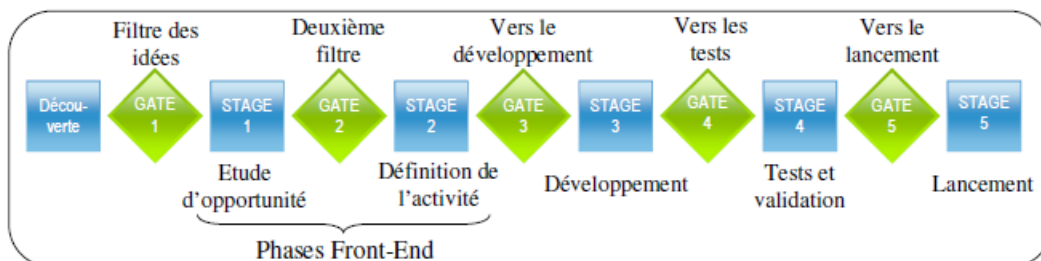 Filtre des
idées
Deuxième
filtre
Vers le
développement
Vers les
tests
Vers le
lancement
Décou-
verte
GATE
1
STAGE
1
GATE
2
STAGE
2
GATE
3
STAGE
3
GATE
4
STAGE
4
GATE
5
STAGE
5
Etude
d'opportunité
Définition de
l'activité
Développement
Tests et
validation
Lancement
Phases Front-End